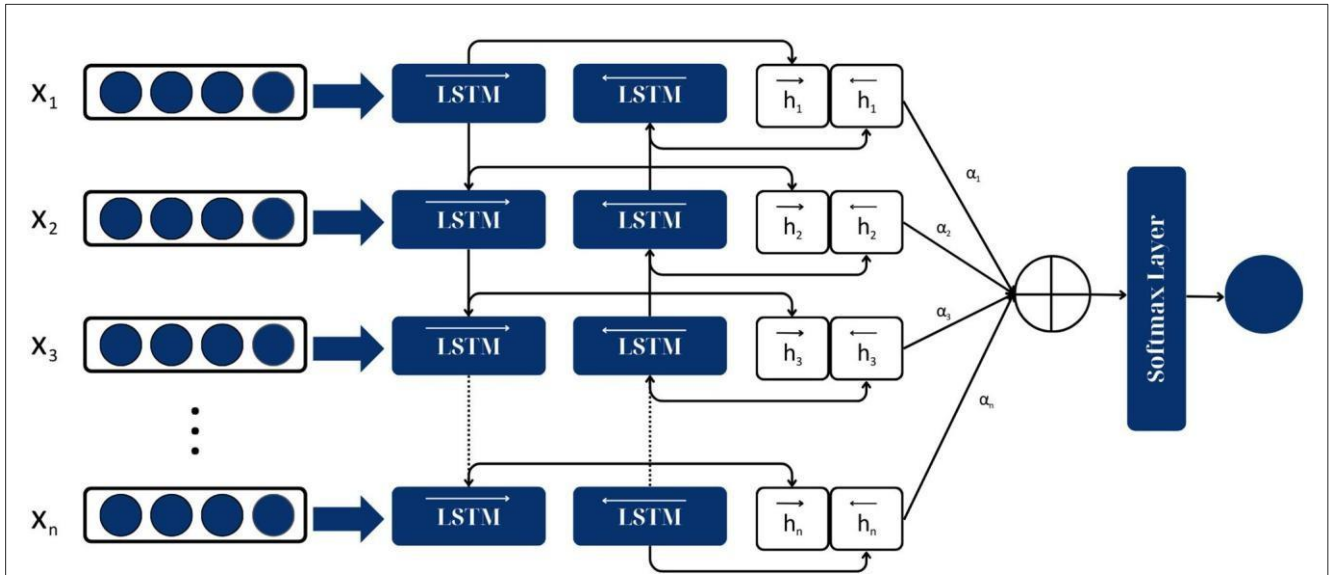 x₁ LSTM LSTM h₁ h₁
α₁
x₂ LSTM LSTM h₂ h₂
α₂
x₃ LSTM LSTM h₃ h₃
α₃
αₙ
xₙ LSTM LSTM hₙ hₙ
Softmax Layer